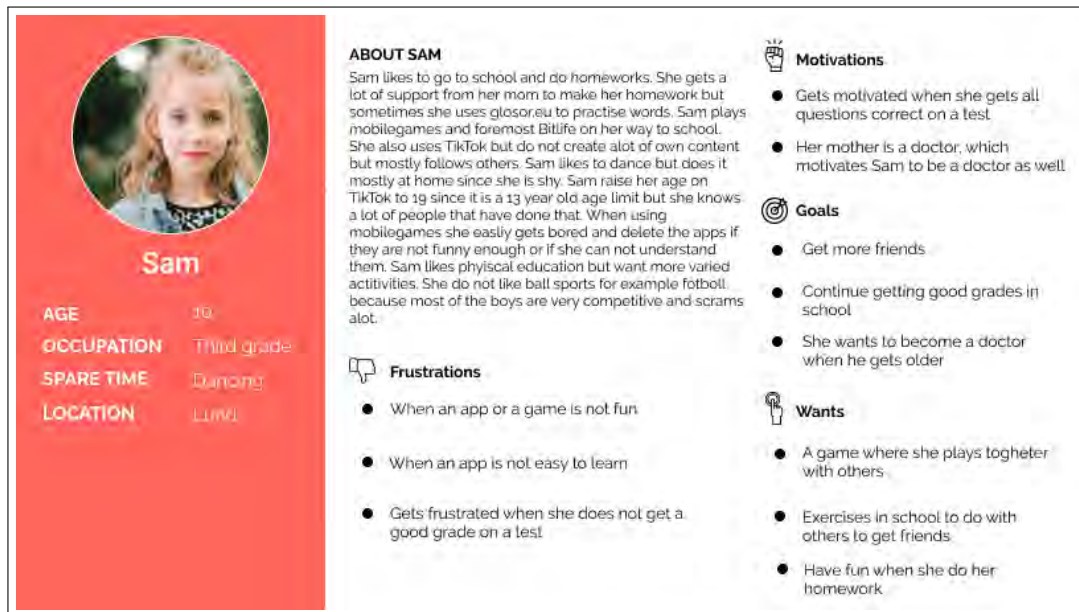 Sam
AGE 10
OCCUPATION Third grade
SPARE TIME Dancing
LOCATION Lund
ABOUT SAM
Sam likes to go to school and do homeworks. She gets a
lot of support from her mom to make her homework but
sometimes she uses glosor.eu to practise words. Sam plays
mobilegames and foremost Bitlife on her way to school.
She also uses TikTok but do not create alot of own content
but mostly follows others. Sam likes to dance but does it
mostly at home since she is shy. Sam raise her age on
TikTok to 19 since it is a 13 year old age limit but she knows
a lot of people that have done that. When using
mobilegames she easliy gets bored and delete the apps if
they are not funny enough or if she can not understand
them. Sam likes phyiscal education but want more varied
actitivities. She do not like ball sports for example fotboll
because most of the boys are very competitive and scrams
alot.
Frustrations
When an app or a game is not fun
When an app is not easy to learn
Gets frustrated when she does not get a
good grade on a test
Motivations
Gets motivated when she gets all
questions correct on a test
Her mother is a doctor, which
motivates Sam to be a doctor as well
Goals
Get more friends
Continue getting good grades in
school
She wants to become a doctor
when he gets older
Wants
A game where she plays togheter
with others
Exercises in school to do with
others to get friends
Have fun when she do her
homework